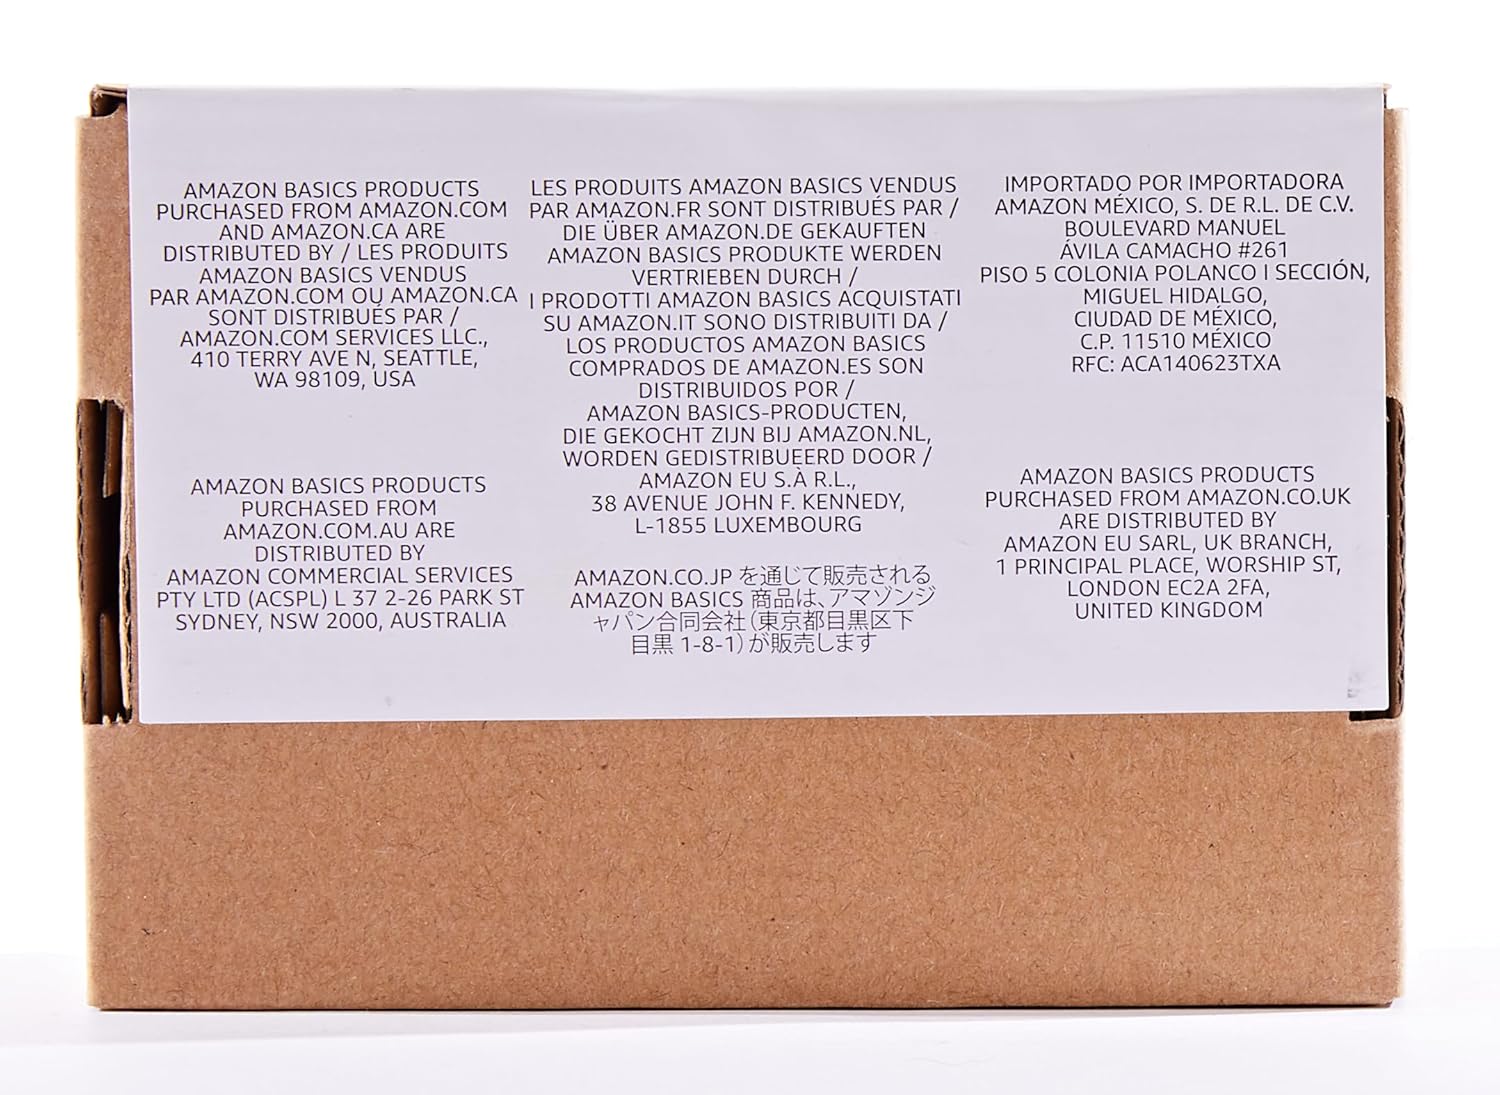 AMAZON BASICS PRODUCTS
PURCHASED FROM AMAZON.COM
AND AMAZON.CA ARE
DISTRIBUTED BY / LES PRODUITS
AMAZON BASICS VENDUS
PAR AMAZON.COM OU AMAZON.CA
SONT DISTRIBUÉS PAR /
AMAZON.COM SERVICES LLC.,
410 TERRY AVE N, SEATTLE,
WA 98109, USA
AMAZON BASICS PRODUCTS
PURCHASED FROM
AMAZON.COM.AU ARE
DISTRIBUTED BY
AMAZON COMMERCIAL SERVICES
PTY LTD (ACSPL) L 37 2-26 PARK ST
SYDNEY, NSW 2000, AUSTRALIA
LES PRODUITS AMAZON BASICS VENDUS
PAR AMAZON.FR SONT DISTRIBUÉS PAR /
DIE ÜBER AMAZON.DE GEKAUFTEN
AMAZON BASICS PRODUKTE WERDEN
VERTRIEBEN DURCH /
I PRODOTTI AMAZON BASICS ACQUISTATI
SU AMAZON.IT SONO DISTRIBUITI DA /
LOS PRODUCTOS AMAZON BASICS
COMPRADOS DE AMAZON.ES SON
DISTRIBUIDOS POR /
AMAZON BASICS-PRODUCTEN,
DIE GEKOCHT ZIJN BIJ AMAZON.NL,
WORDEN GEDISTRIBUEERD DOOR /
AMAZON EU S.À R.L.,
38 AVENUE JOHN F. KENNEDY,
L-1855 LUXEMBOURG
AMAZON.CO.JP を通じて販売される
AMAZON BASICS 商品は、アマゾンジ
ャパン合同会社（東京都目黒区下
目黒 1-8-1）が販売します
IMPORTADO POR IMPORTADORA
AMAZON MÉXICO, S. DE R.L. DE C.V.
BOULEVARD MANUEL
ÁVILA CAMACHO #261
PISO 5 COLONIA POLANCO I SECCIÓN,
MIGUEL HIDALGO,
CIUDAD DE MÉXICO,
C.P. 11510 MÉXICO
RFC: ACA140623TXA
AMAZON BASICS PRODUCTS
PURCHASED FROM AMAZON.CO.UK
ARE DISTRIBUTED BY
AMAZON EU SARL, UK BRANCH,
1 PRINCIPAL PLACE, WORSHIP ST,
LONDON EC2A 2FA,
UNITED KINGDOM